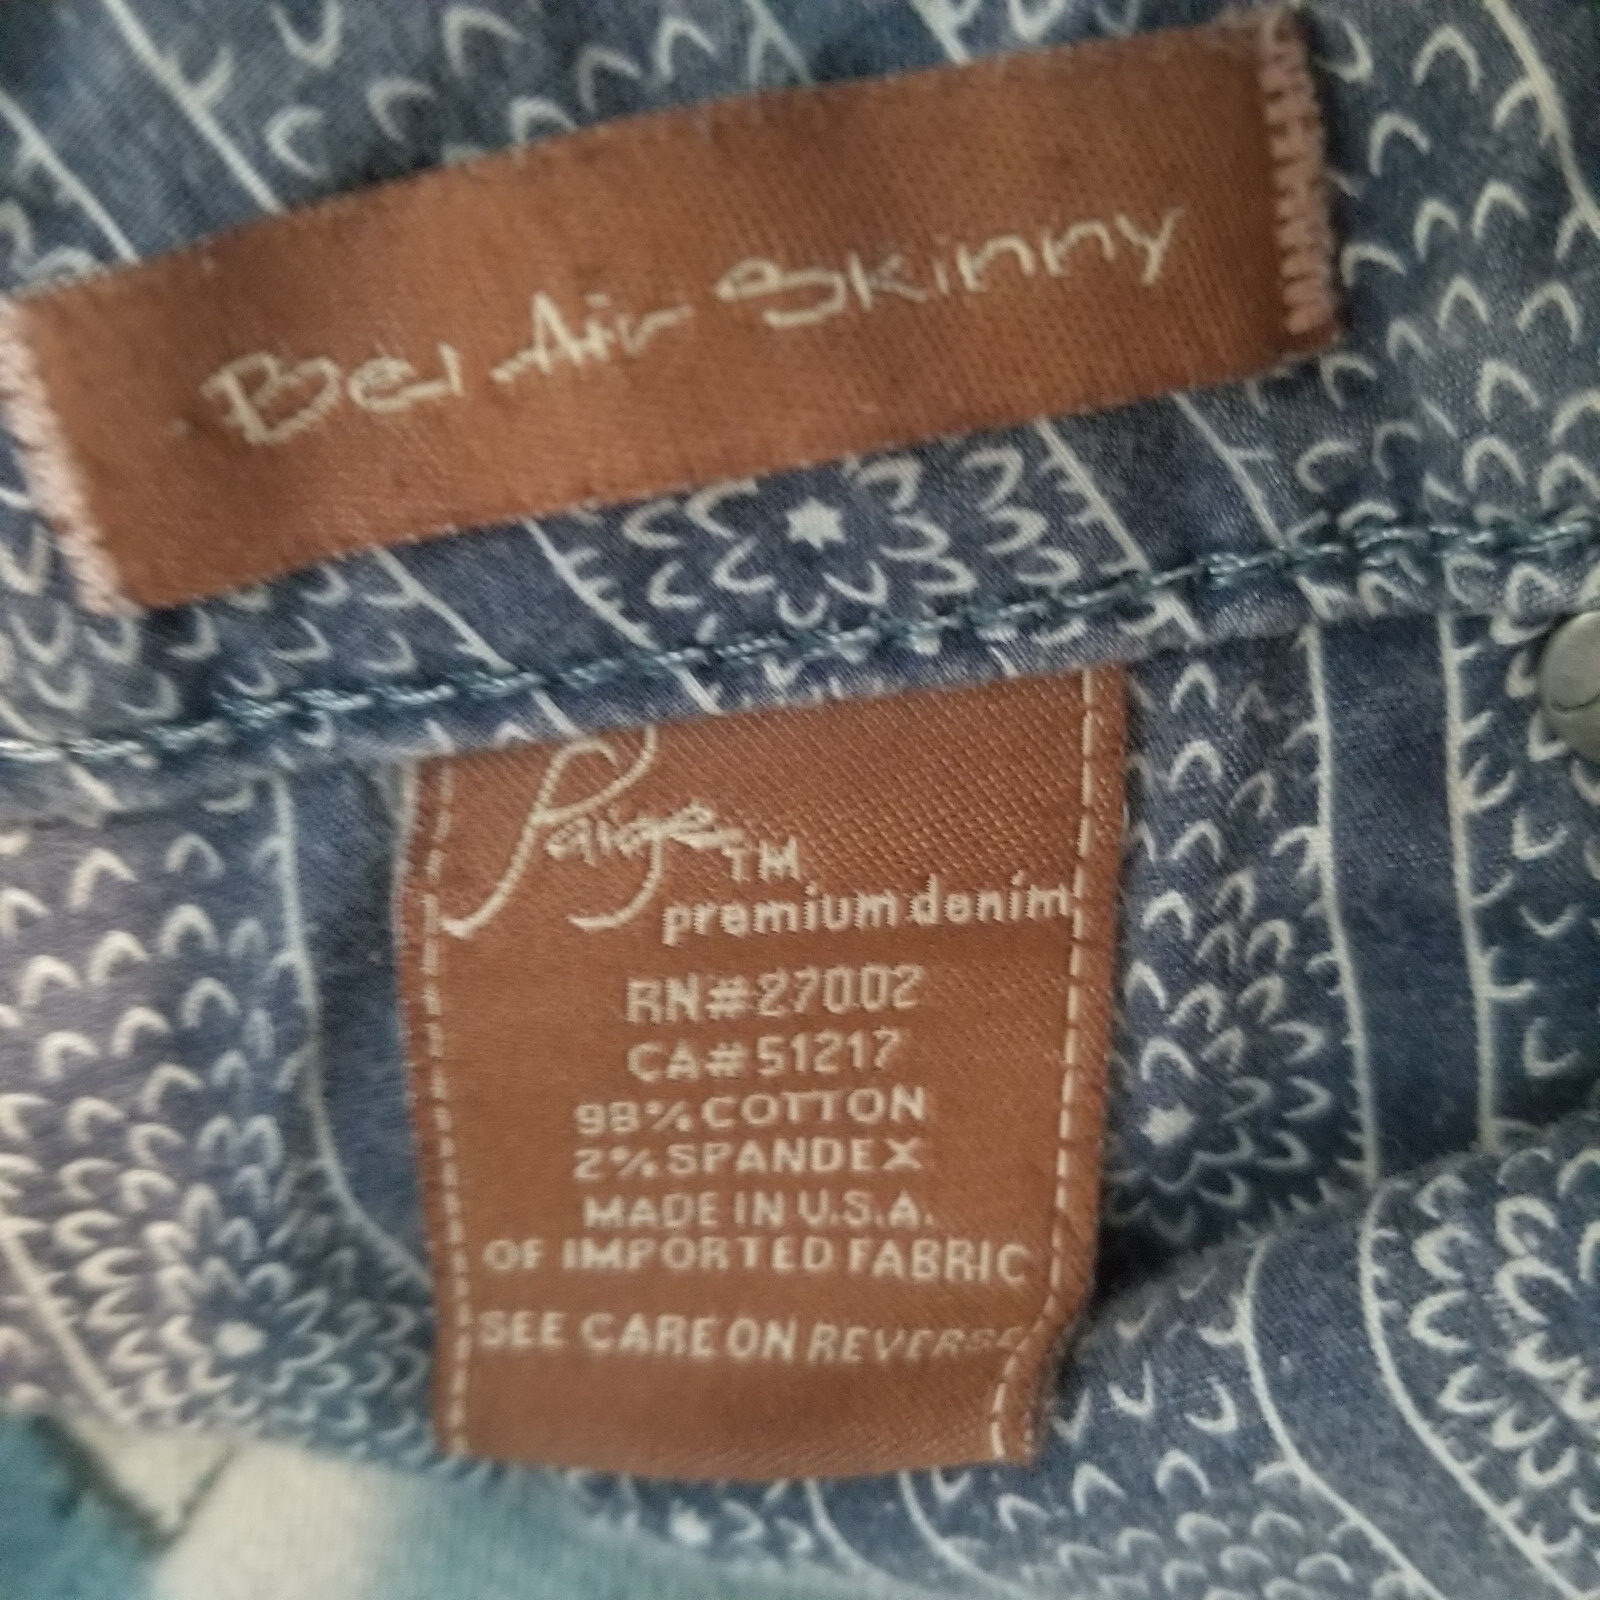 Bel Air Skinny
Paige TM
premium denim
RN#27002
CA#51217
98% COTTON
2% SPANDEX
MADE IN U.S.A.
OF IMPORTED FABRIC
SEE CARE ON REVERSE